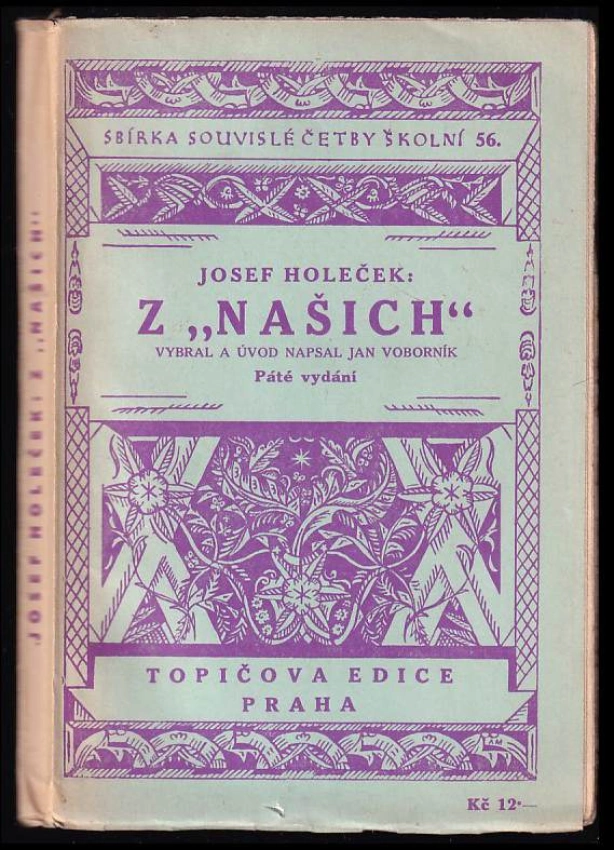 SBÍRKA SOUVISLÉ ČETBY ŠKOLNÍ 56.
JOSEF HOLEČEK:
Z „NAŠICH“
VYBRAL A ÚVOD NAPSAL JAN VOBORNÍK
Páté vydání
TOPIČOVA EDICE
PRAHA
AM
Kč 12·—
JOSEF HOLEČEK: Z „NAŠICH“